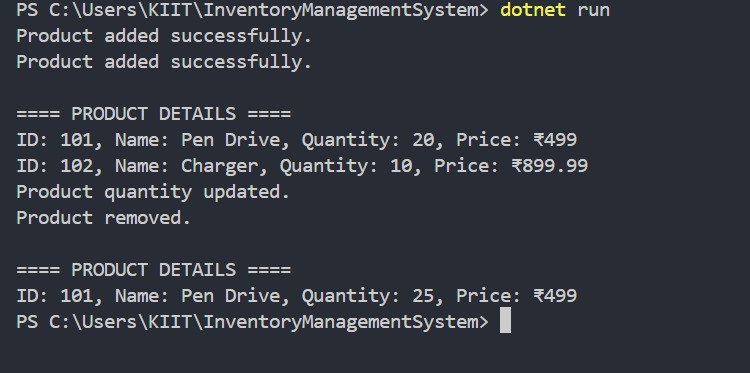 PS C:\Users\KIIT\InventoryManagementSystem> dotnet run
Product added successfully.
Product added successfully.
==== PRODUCT DETAILS ====
ID: 101, Name: Pen Drive, Quantity: 20, Price: ₹499
ID: 102, Name: Charger, Quantity: 10, Price: ₹899.99
Product quantity updated.
Product removed.
==== PRODUCT DETAILS ====
ID: 101, Name: Pen Drive, Quantity: 25, Price: ₹499
PS C:\Users\KIIT\InventoryManagementSystem>